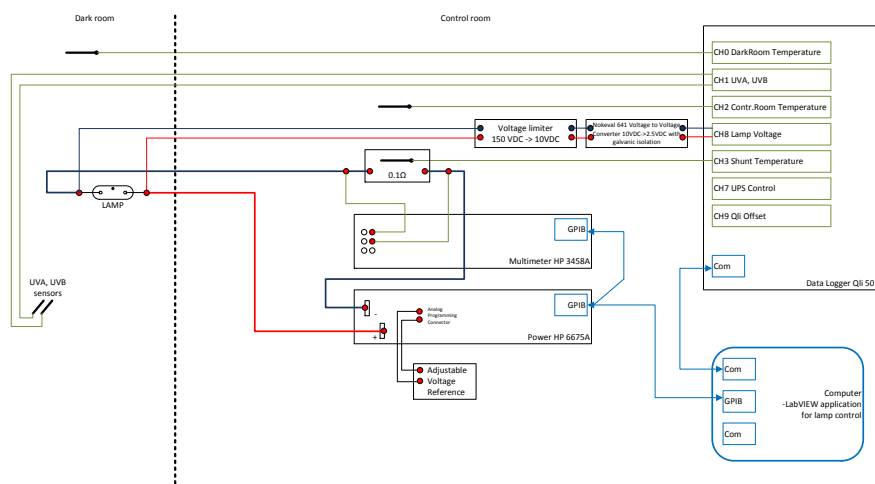 Dark room
Control room
CH0 DarkRoom Temperature
CH1 UVA, UVB
CH2 Contr.Room Temperature
Voltage limiter
150 VDC -> 10VDC
Nokeval 641 Voltage to Voltage
Converter 10VDC->2.5VDC with
galvanic isolation
CH8 Lamp Voltage
CH3 Shunt Temperature
0.1Ω
CH7 UPS Control
LAMP
CH9 Qli Offset
GPIB
Multimeter HP 3458A
Com
Data Logger Qli 50
UVA, UVB
sensors
GPIB
-
+
Analog
Programming
Connector
Power HP 6675A
Adjustable
Voltage
Reference
Com
GPIB
Com
Computer
-LabVIEW application
for lamp control